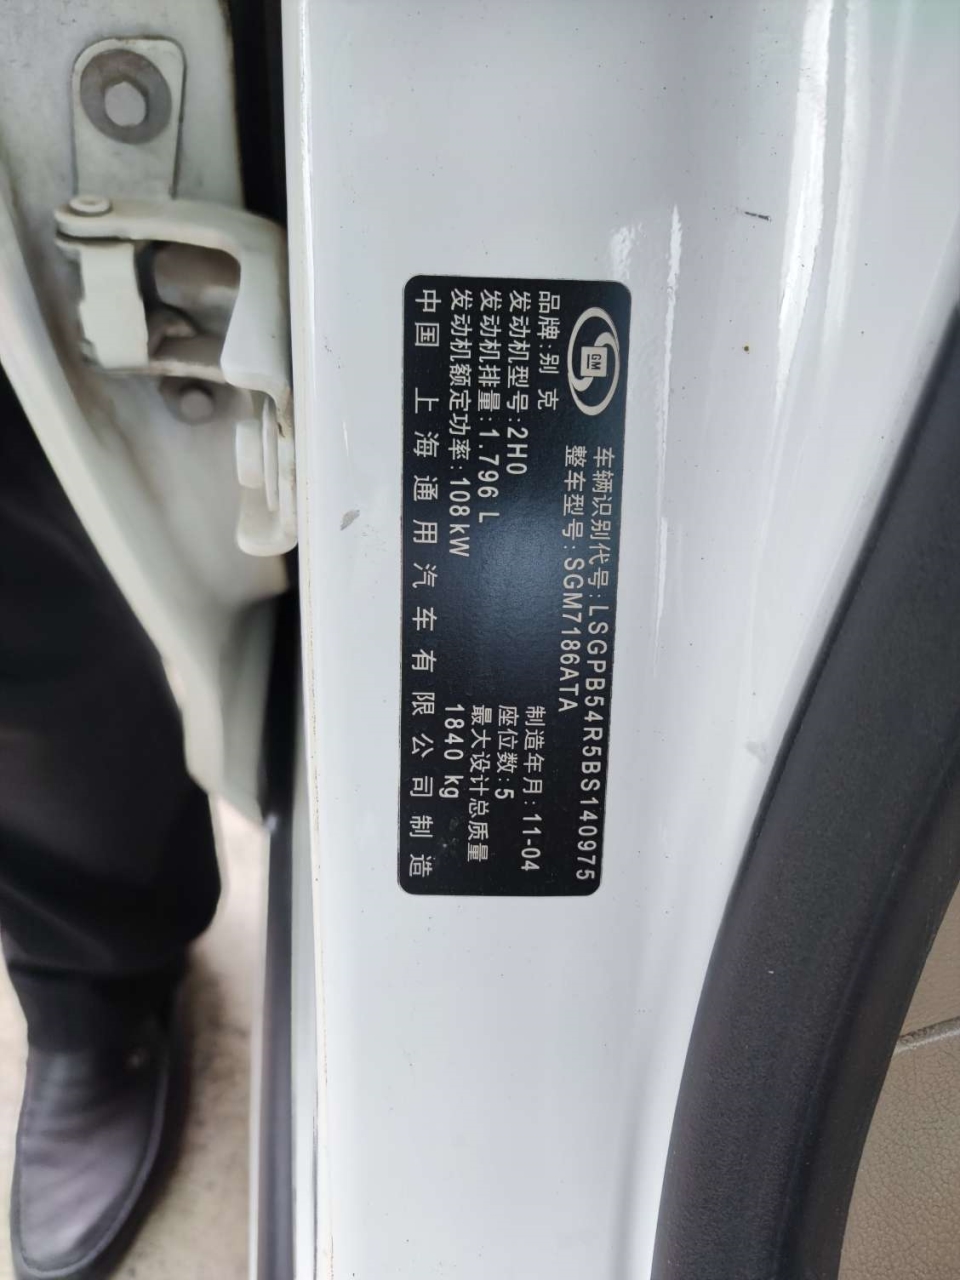 GM
车辆识别代号:LSGPB54R5BS140975
整车型号:SGM7186ATA
品牌:别克
制造年月:11-04
发动机型号:2H0
座位数:5
发动机排量:1.796 L
最大设计总质量
发动机额定功率:108kW
1840 kg
中国 上海通用汽车有限公司制造